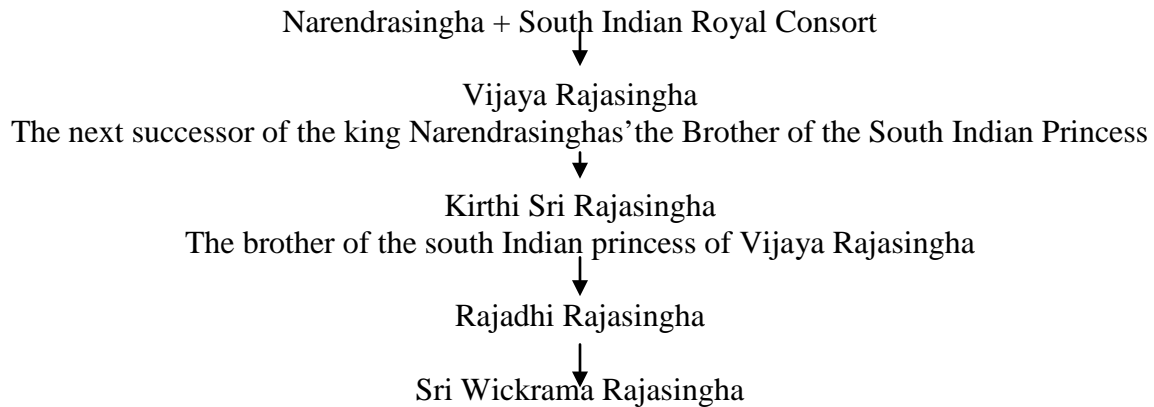 Narendrasingha + South Indian Royal Consort
Vijaya Rajasingha
The next successor of the king Narendrasinghas’the Brother of the South Indian Princess
Kirthi Sri Rajasingha
The brother of the south Indian princess of Vijaya Rajasingha
Rajadhi Rajasingha
Sri Wickrama Rajasingha